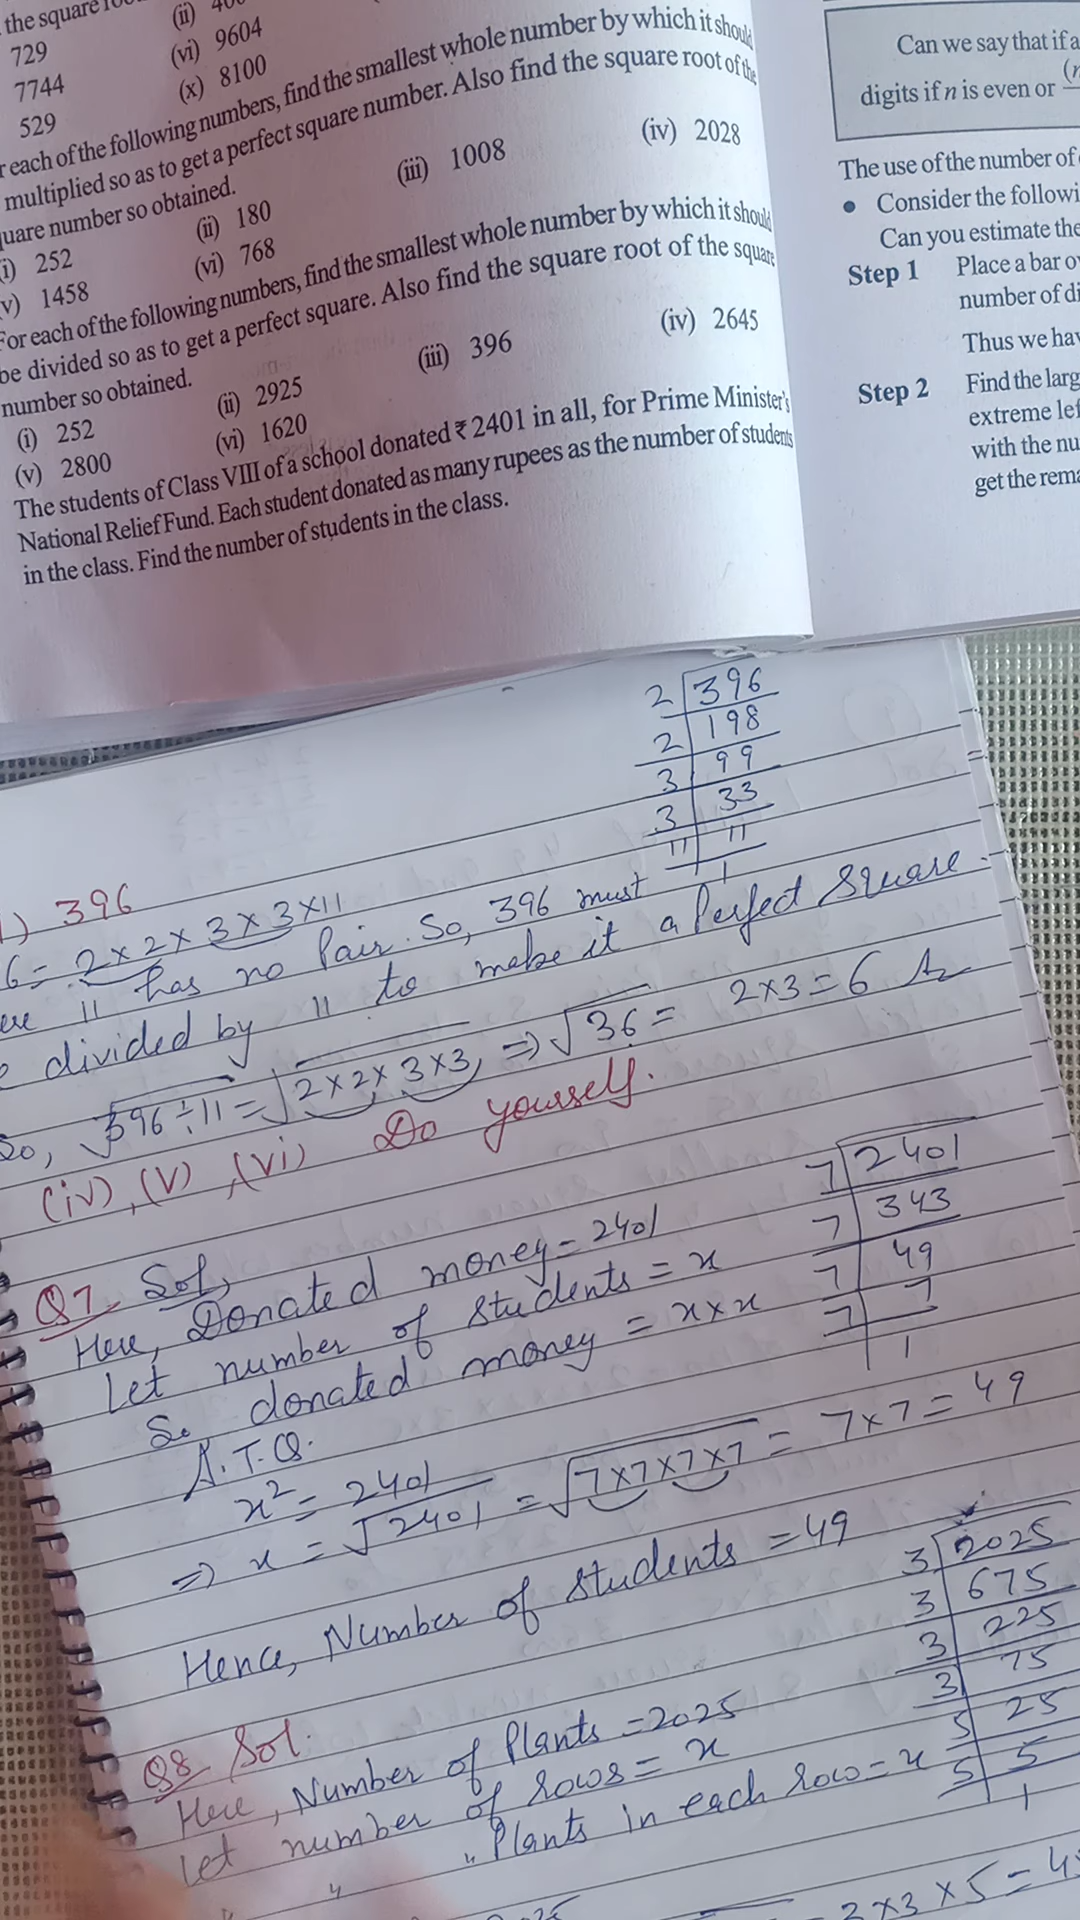 the square
(ii)
729
(vi) 9604
7744
(x) 8100
529
each of the following numbers, find the smallest whole number by which it should
multiplied so as to get a perfect square number. Also find the square root of the
square number so obtained.
(i) 252
(ii) 180
(iii) 1008
(iv) 2028
(v) 1458
(vi) 768
For each of the following numbers, find the smallest whole number by which it should
be divided so as to get a perfect square. Also find the square root of the square
number so obtained.
(i) 252
(ii) 2925
(iii) 396
(iv) 2645
(v) 2800
(vi) 1620
The students of Class VIII of a school donated ₹ 2401 in all, for Prime Minister's
National Relief Fund. Each student donated as many rupees as the number of students
in the class. Find the number of students in the class.
Can we say that if a
digits if n is even or
The use of the number of
• Consider the followi
Can you estimate the
Step 1 Place a bar ov
number of di
Thus we hav
Step 2 Find the larg
extreme lef
with the nu
get the rema
2 396
2 198
3 99
3 33
11 11
1
) 396
6 = 2×2×3×3×11
ere 11 has no Pair. So, 396 must
e divided by 11 to make it a Perfect Square.
So, √396÷11 = √2×2×3×3 ⇒ √36 = 2×3=6
(iv), (v), (vi) Do yourself.
7 2401
7 343
7 49
7 7
1
Q7 Sol,
Here, Donated money = 2401
Let number of students = x
So donated money = x×x
A.T.Q.
x² = 2401
⇒ x = √2401 = √7×7×7×7 = 7×7 = 49
Hence, Number of students = 49
3 2025
3 675
3 225
3 75
5 25
5 5
1
Q8 Sol.
Here, Number of Plants = 2025
Let number of rows = x
" " Plants in each row = x
3×5 = 4